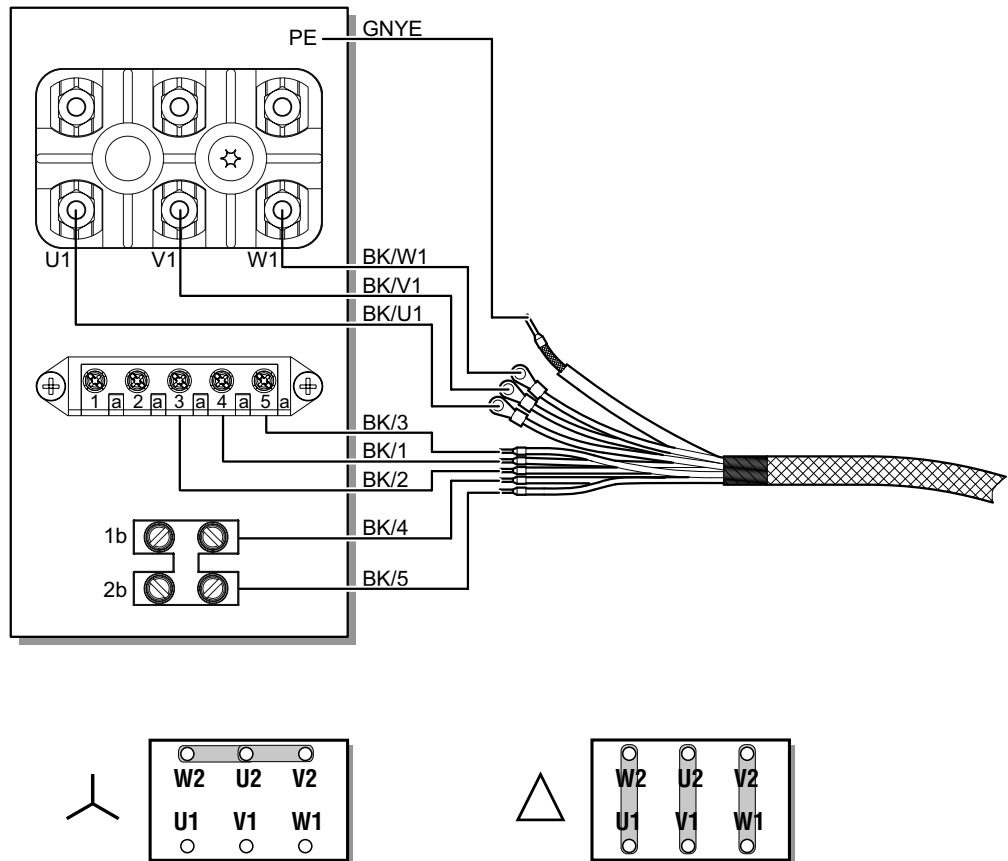 PE GNYE
U1 V1 W1
BK/W1
BK/V1
BK/U1
1 a 2 a 3 a 4 a 5 a
BK/3
BK/1
BK/2
1b
BK/4
2b
BK/5
W2 U2 V2
U1 V1 W1
W2 U2 V2
U1 V1 W1